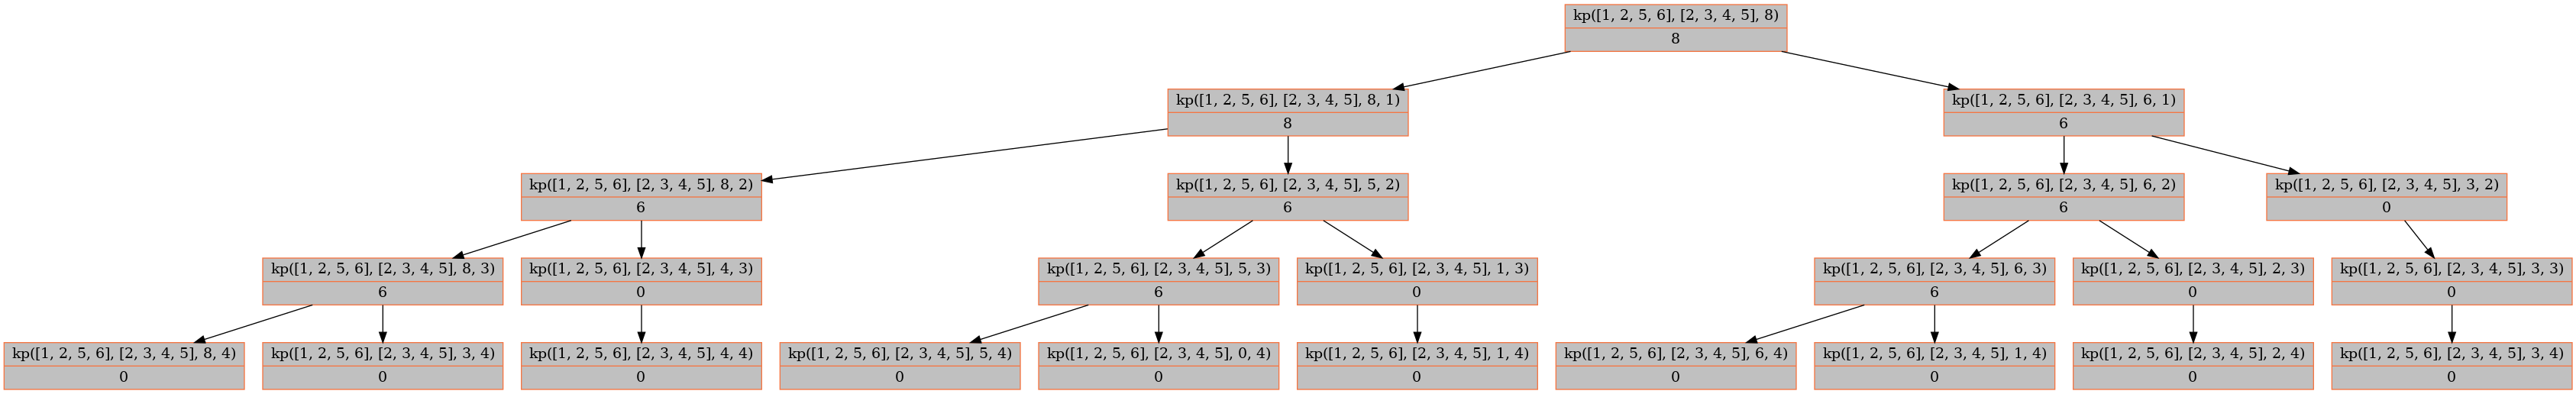 kp([1, 2, 5, 6], [2, 3, 4, 5], 8)
8
kp([1, 2, 5, 6], [2, 3, 4, 5], 8, 1)
8
kp([1, 2, 5, 6], [2, 3, 4, 5], 6, 1)
6
kp([1, 2, 5, 6], [2, 3, 4, 5], 8, 2)
6
kp([1, 2, 5, 6], [2, 3, 4, 5], 5, 2)
6
kp([1, 2, 5, 6], [2, 3, 4, 5], 6, 2)
6
kp([1, 2, 5, 6], [2, 3, 4, 5], 3, 2)
0
kp([1, 2, 5, 6], [2, 3, 4, 5], 8, 3)
6
kp([1, 2, 5, 6], [2, 3, 4, 5], 4, 3)
0
kp([1, 2, 5, 6], [2, 3, 4, 5], 5, 3)
6
kp([1, 2, 5, 6], [2, 3, 4, 5], 1, 3)
0
kp([1, 2, 5, 6], [2, 3, 4, 5], 6, 3)
6
kp([1, 2, 5, 6], [2, 3, 4, 5], 2, 3)
0
kp([1, 2, 5, 6], [2, 3, 4, 5], 3, 3)
0
kp([1, 2, 5, 6], [2, 3, 4, 5], 8, 4)
0
kp([1, 2, 5, 6], [2, 3, 4, 5], 3, 4)
0
kp([1, 2, 5, 6], [2, 3, 4, 5], 4, 4)
0
kp([1, 2, 5, 6], [2, 3, 4, 5], 5, 4)
0
kp([1, 2, 5, 6], [2, 3, 4, 5], 0, 4)
0
kp([1, 2, 5, 6], [2, 3, 4, 5], 1, 4)
0
kp([1, 2, 5, 6], [2, 3, 4, 5], 6, 4)
0
kp([1, 2, 5, 6], [2, 3, 4, 5], 1, 4)
0
kp([1, 2, 5, 6], [2, 3, 4, 5], 2, 4)
0
kp([1, 2, 5, 6], [2, 3, 4, 5], 3, 4)
0